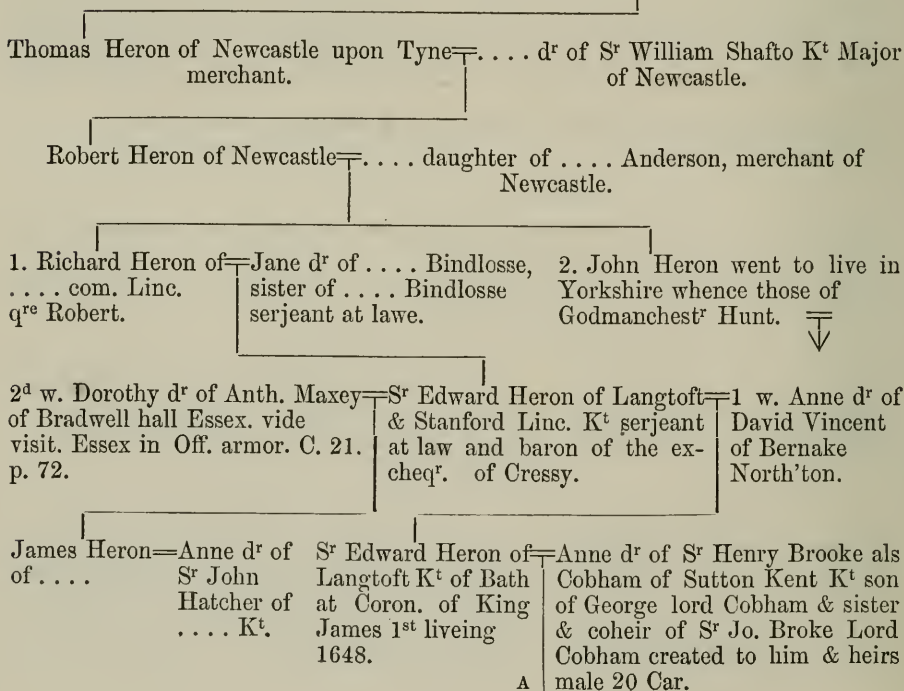 Thomas Heron of Newcastle upon Tyne=. . . . dʳ of Sʳ William Shafto Kᵗ Major
merchant. of Newcastle.
Robert Heron of Newcastle=. . . . daughter of . . . . Anderson, merchant of
Newcastle.
1. Richard Heron of
. . . . com. Linc.
qʳᵉ Robert.
Jane dʳ of . . . . Bindlosse,
sister of . . . . Bindlosse
serjeant at lawe.
2. John Heron went to live in
Yorkshire whence those of
Godmanchestʳ Hunt.
2ᵈ w. Dorothy dʳ of Anth. Maxey
of Bradwell hall Essex. vide
visit. Essex in Off. armor. C. 21.
p. 72.
Sʳ Edward Heron of Langtoft
& Stanford Linc. Kᵗ serjeant
at law and baron of the ex-
cheqʳ. of Cressy.
1 w. Anne dʳ of
David Vincent
of Bernake
North'ton.
James Heron
of . . . .
Anne dʳ of
Sʳ John
Hatcher of
. . . . Kᵗ.
Sʳ Edward Heron of
Langtoft Kᵗ of Bath
at Coron. of King
James 1ˢᵗ liveing
1648.
Anne dʳ of Sʳ Henry Brooke als
Cobham of Sutton Kent Kᵗ son
of George lord Cobham & sister
& coheir of Sʳ Jo. Broke Lord
Cobham created to him & heirs
male 20 Car.
A